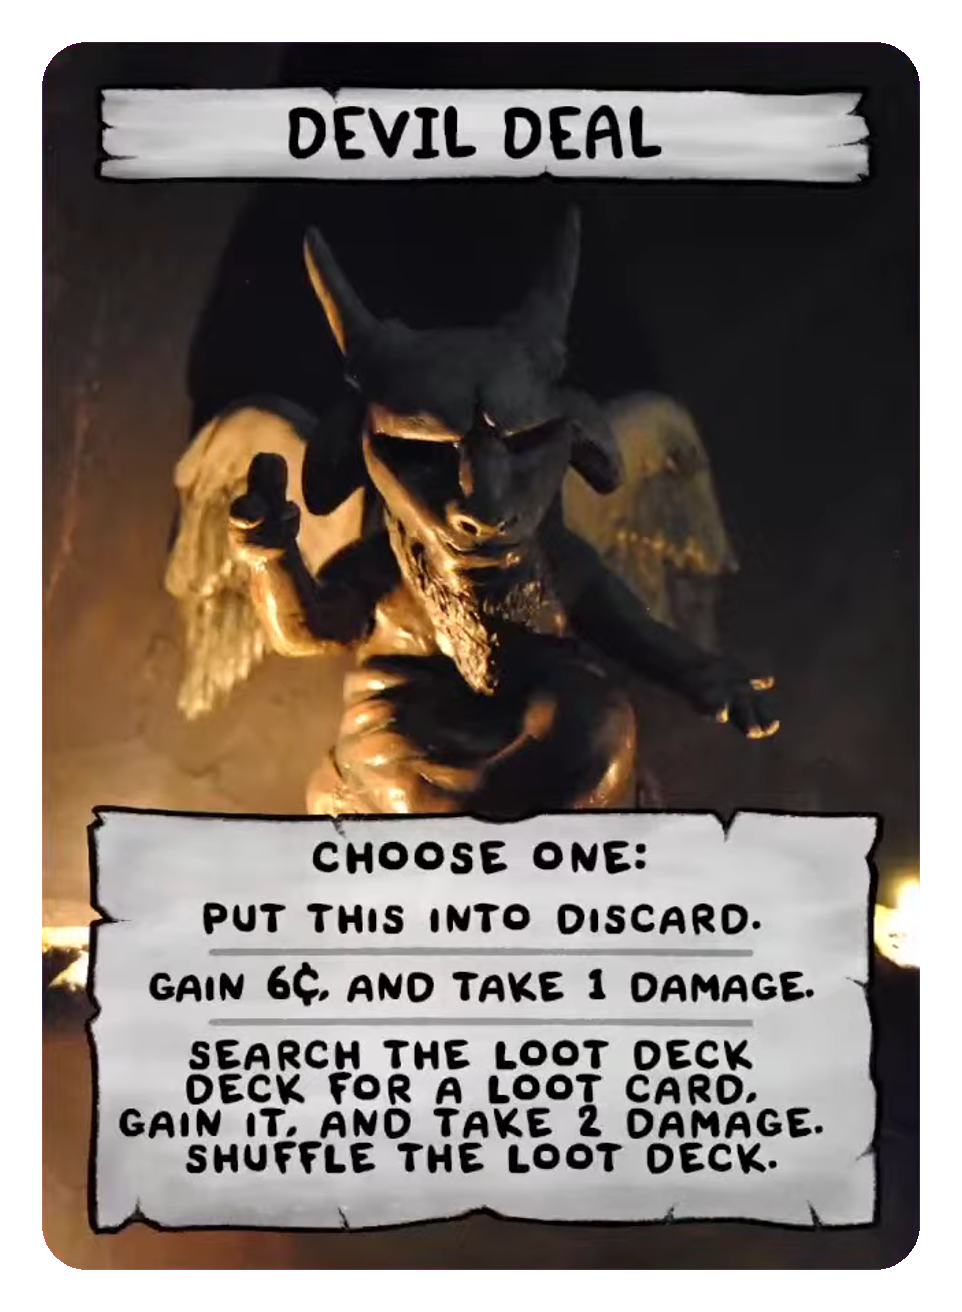 DEVIL DEAL
CHOOSE ONE:
PUT THIS INTO DISCARD.
GAIN 6¢, AND TAKE 1 DAMAGE.
SEARCH THE LOOT DECK
DECK FOR A LOOT CARD,
GAIN IT, AND TAKE 2 DAMAGE.
SHUFFLE THE LOOT DECK.